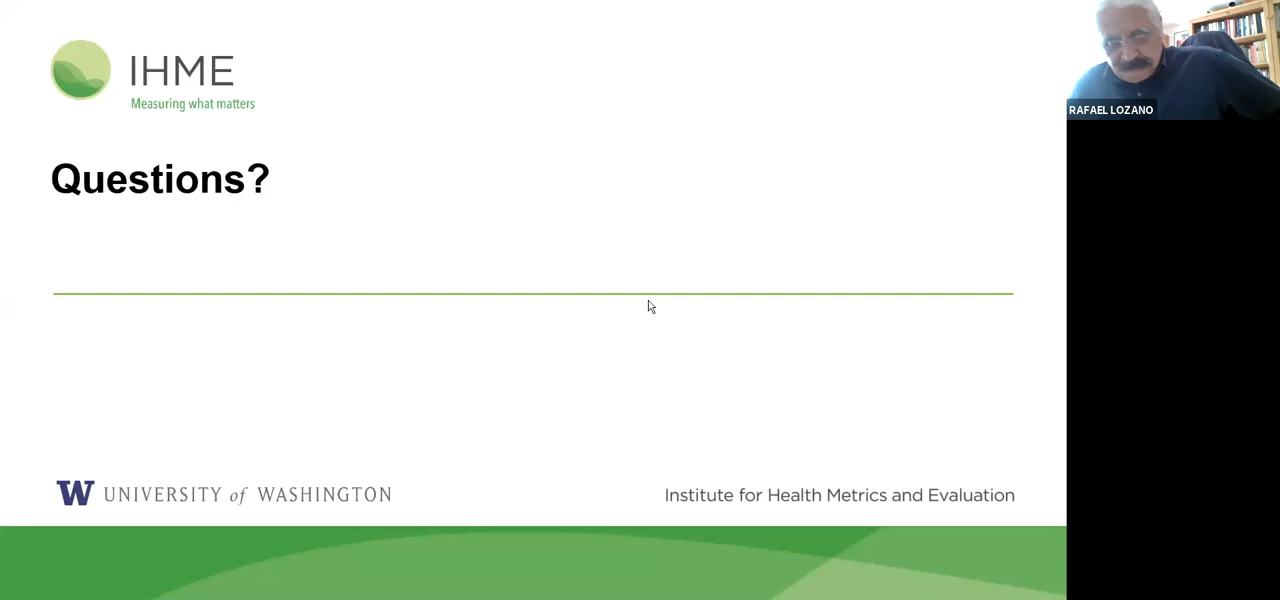 IHME
Measuring what matters
RAFAEL LOZANO
Questions?
W UNIVERSITY of WASHINGTON
Institute for Health Metrics and Evaluation